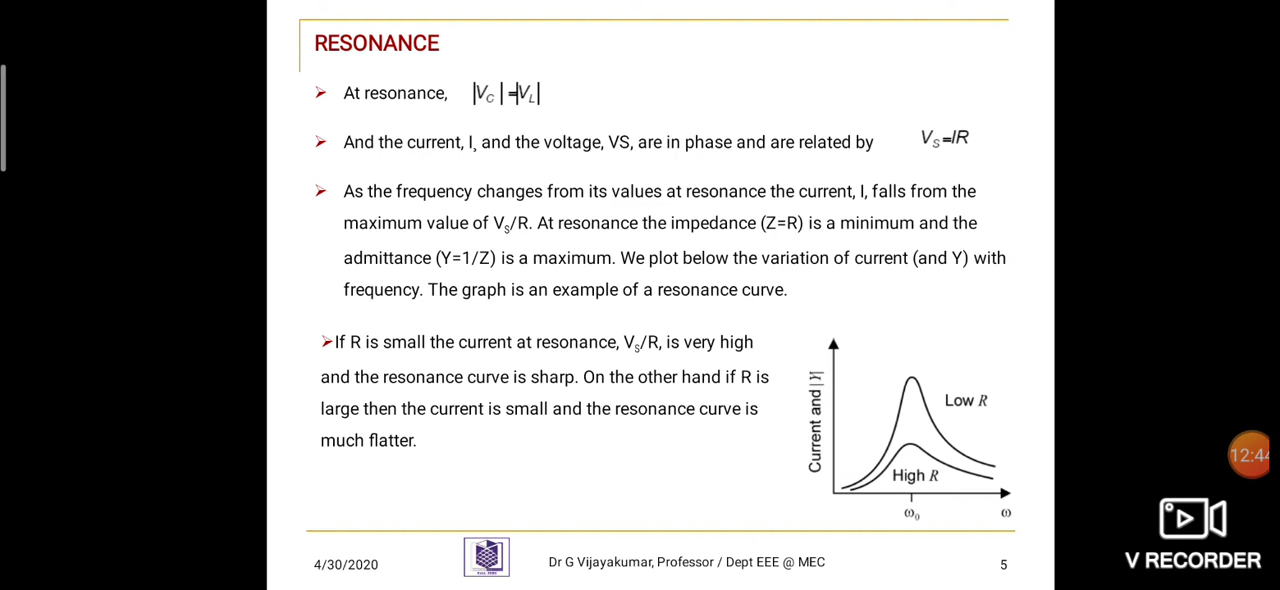 RESONANCE
➢ At resonance, |V_C|=|V_L|
➢ And the current, I, and the voltage, VS, are in phase and are related by V_S=IR
➢ As the frequency changes from its values at resonance the current, I, falls from the
maximum value of V_S/R. At resonance the impedance (Z=R) is a minimum and the
admittance (Y=1/Z) is a maximum. We plot below the variation of current (and Y) with
frequency. The graph is an example of a resonance curve.
➢If R is small the current at resonance, V_S/R, is very high
and the resonance curve is sharp. On the other hand if R is
large then the current is small and the resonance curve is
much flatter.
Current and |Y|
Low R
High R
ω₀
ω
12:44
V RECORDER
4/30/2020
Dr G Vijayakumar, Professor / Dept EEE @ MEC
5